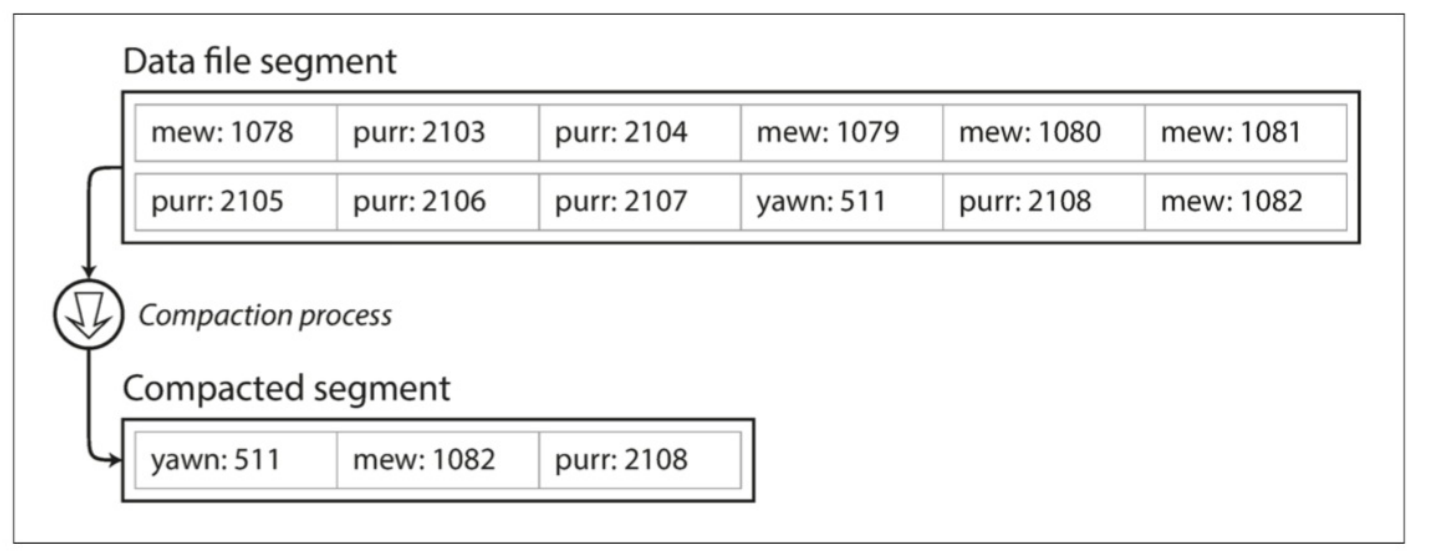 Data file segment
mew: 1078 purr: 2103 purr: 2104 mew: 1079 mew: 1080 mew: 1081
purr: 2105 purr: 2106 purr: 2107 yawn: 511 purr: 2108 mew: 1082
Compaction process
Compacted segment
yawn: 511 mew: 1082 purr: 2108